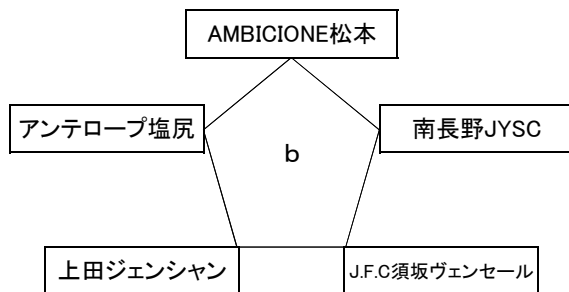 AMBICIONE松本
アンテロープ塩尻
南長野JYSC
b
上田ジェンシャン
J.F.C須坂ヴェンセール